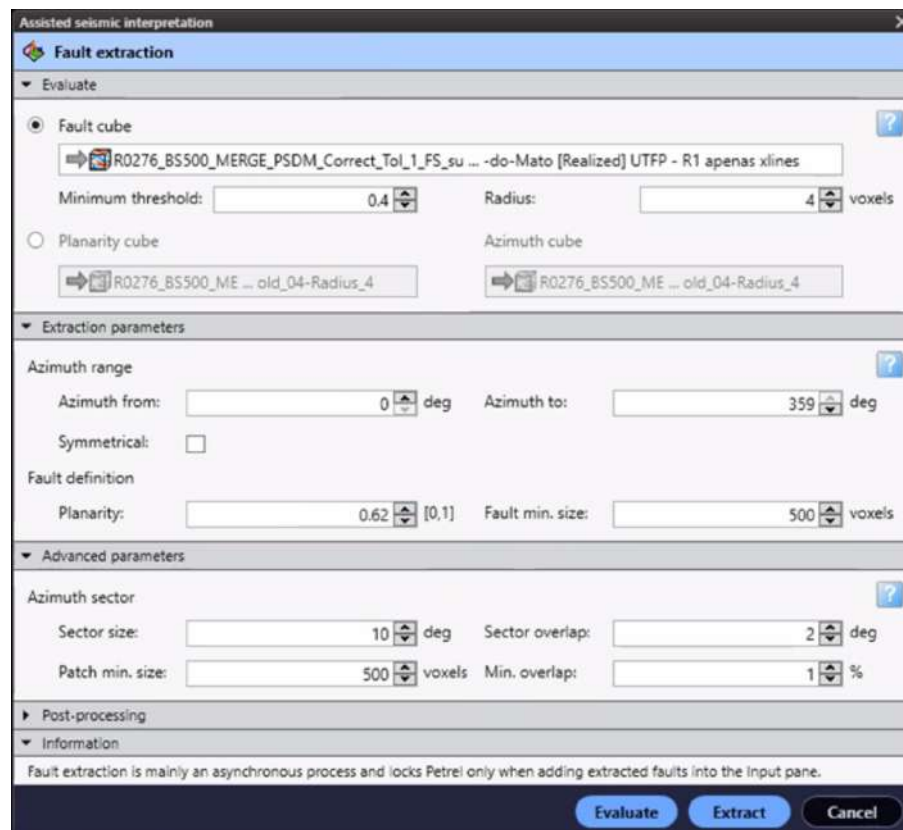 Assisted seismic interpretation
Fault extraction
Evaluate
Fault cube
R0276_BS500_MERGE_PSDM_Correct_Tol_1_FS_su ... -do-Mato [Realized] UTFP - R1 apenas xlines
Minimum threshold: 0.4 Radius: 4 voxels
Planarity cube Azimuth cube
R0276_BS500_ME ... old_04-Radius_4 R0276_BS500_ME ... old_04-Radius_4
Extraction parameters
Azimuth range
Azimuth from: 0 deg Azimuth to: 359 deg
Symmetrical:
Fault definition
Planarity: 0.62 [0,1] Fault min. size: 500 voxels
Advanced parameters
Azimuth sector
Sector size: 10 deg Sector overlap: 2 deg
Patch min. size: 500 voxels Min. overlap: 1 %
Post-processing
Information
Fault extraction is mainly an asynchronous process and locks Petrel only when adding extracted faults into the Input pane.
Evaluate Extract Cancel